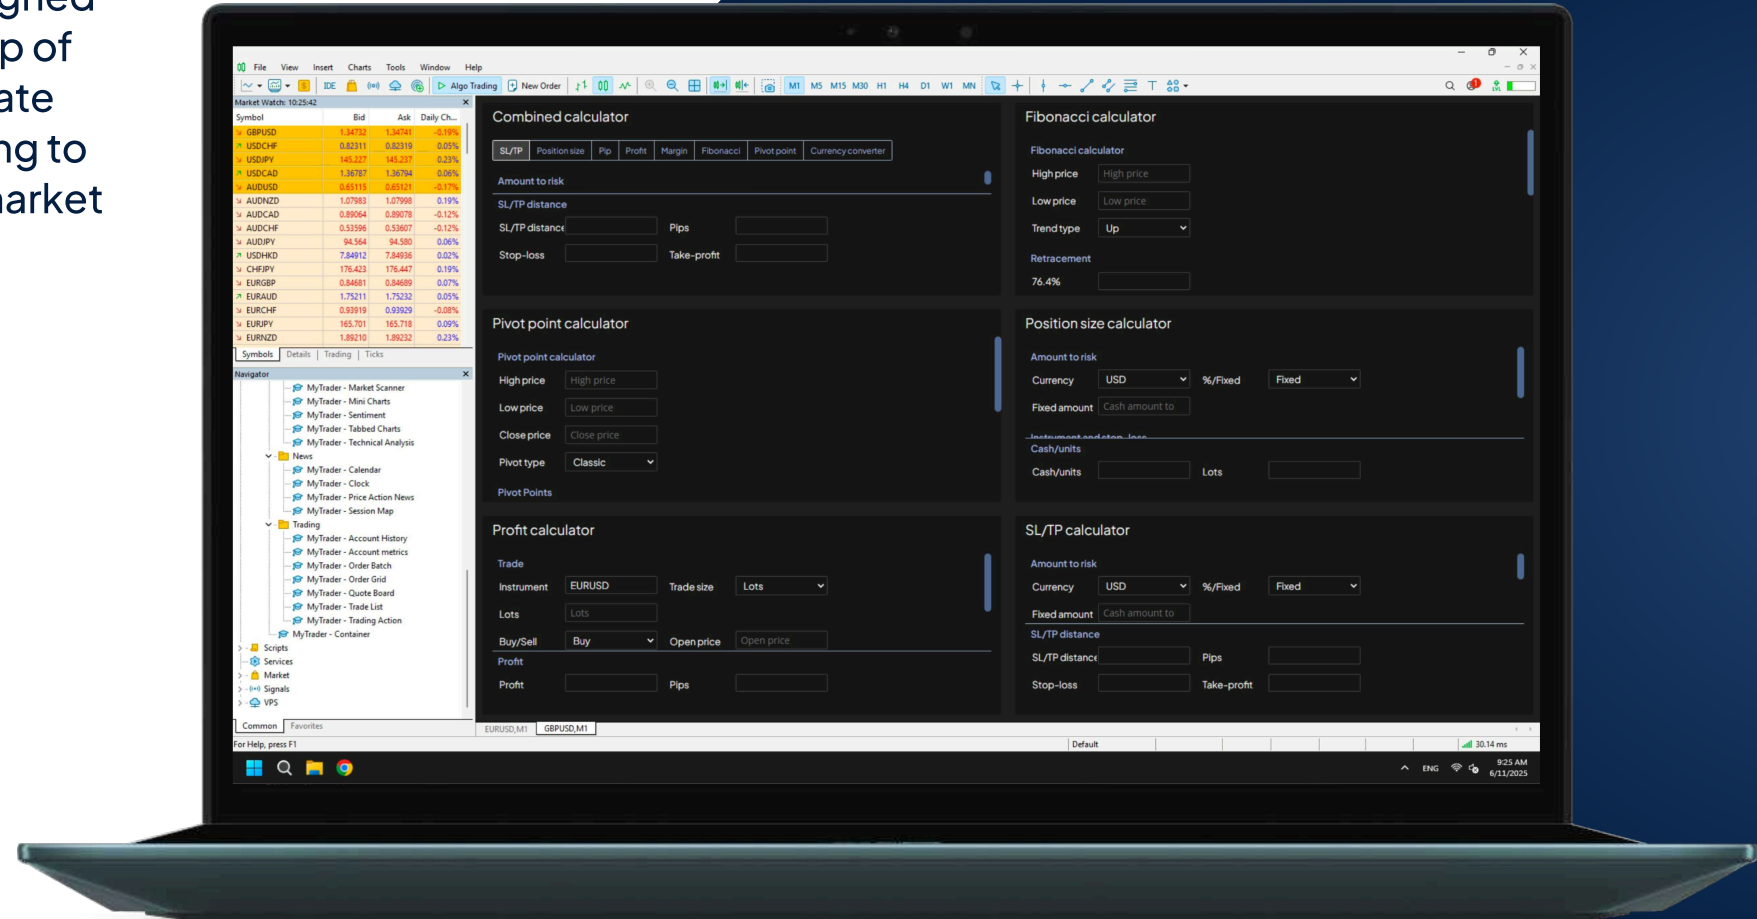 gned
p of
ate
ng to
narket
File View Insert Charts Tools Window Help
IDE Algo Trading New Order M1 M5 M15 M30 H1 H4 D1 W1 MN
LVL
Market Watch: 10:25:42
Symbol Bid Ask Daily Ch...
GBPUSD 1.34732 1.34741 -0.19%
USDCHF 0.82311 0.82319 0.05%
USDJPY 145.227 145.237 0.23%
USDCAD 1.36787 1.36794 0.06%
AUDUSD 0.65115 0.65121 -0.17%
AUDNZD 1.07983 1.07998 0.19%
AUDCAD 0.89064 0.89078 -0.12%
AUDCHF 0.53596 0.53607 -0.12%
AUDJPY 94.564 94.580 0.06%
USDHKD 7.84912 7.84936 0.02%
CHFJPY 176.423 176.447 0.19%
EURGBP 0.84681 0.84689 0.07%
EURAUD 1.75211 1.75232 0.05%
EURCHF 0.93919 0.93929 -0.08%
EURJPY 165.701 165.718 0.09%
EURNZD 1.89210 1.89232 0.23%
Symbols Details Trading Ticks
Navigator
MyTrader - Market Scanner
MyTrader - Mini Charts
MyTrader - Sentiment
MyTrader - Tabbed Charts
MyTrader - Technical Analysis
News
MyTrader - Calendar
MyTrader - Clock
MyTrader - Price Action News
MyTrader - Session Map
Trading
MyTrader - Account History
MyTrader - Account metrics
MyTrader - Order Batch
MyTrader - Order Grid
MyTrader - Quote Board
MyTrader - Trade List
MyTrader - Trading Action
MyTrader - Container
Scripts
Services
Market
Signals
VPS
Common Favorites
Combined calculator
SL/TP Position size Pip Profit Margin Fibonacci Pivot point Currency converter
Amount to risk
SL/TP distance
SL/TP distance Pips
Stop-loss Take-profit
Fibonacci calculator
Fibonacci calculator
High price High price
Low price Low price
Trend type Up
Retracement
76.4%
Pivot point calculator
Pivot point calculator
High price High price
Low price Low price
Close price Close price
Pivot type Classic
Pivot Points
Position size calculator
Amount to risk
Currency USD %/Fixed Fixed
Fixed amount Cash amount to
Instrument and stop-loss
Cash/units
Cash/units Lots
Profit calculator
Trade
Instrument EURUSD Trade size Lots
Lots Lots
Buy/Sell Buy Open price Open price
Profit
Profit Pips
SL/TP calculator
Amount to risk
Currency USD %/Fixed Fixed
Fixed amount Cash amount to
SL/TP distance
SL/TP distance Pips
Stop-loss Take-profit
EURUSD,M1 GBPUSD,M1
For Help, press F1 Default 30.14 ms
ENG 9:25 AM
6/11/2025